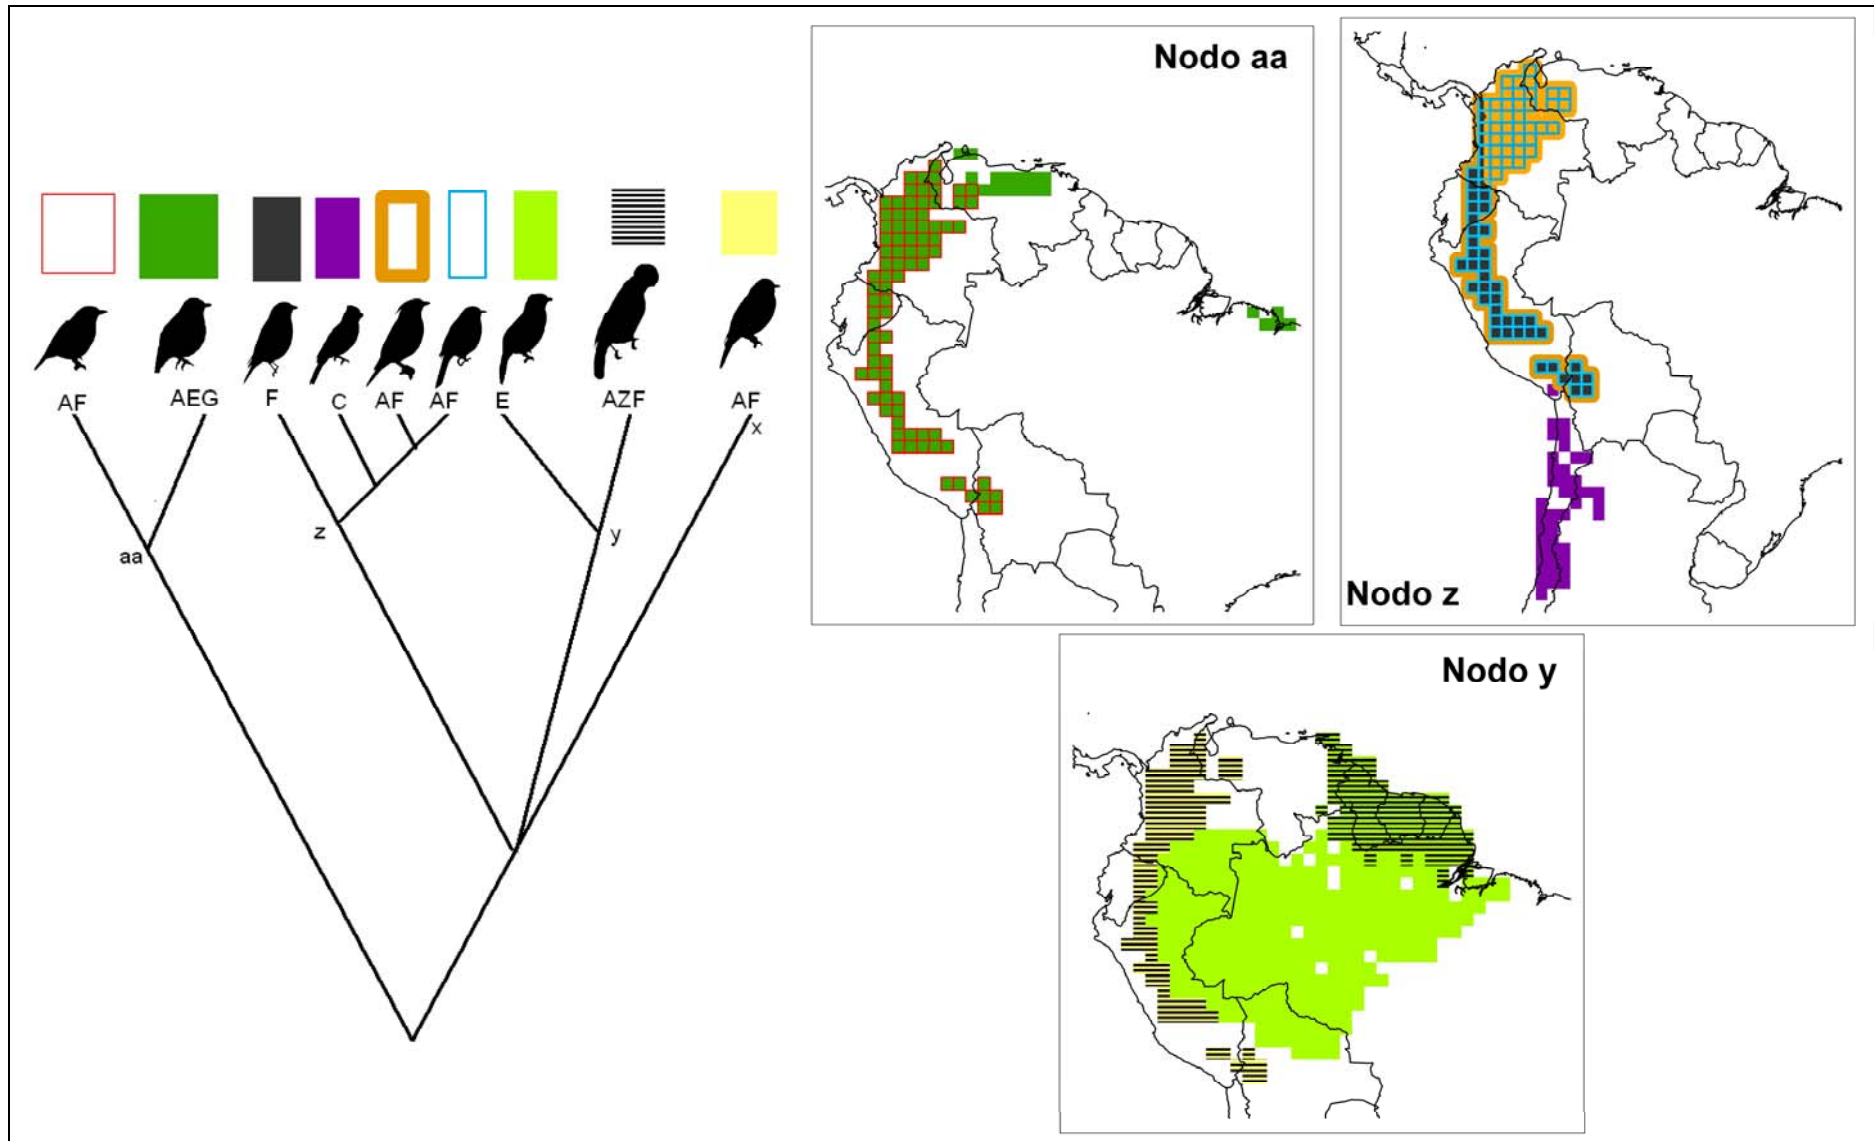 Nodo aa
Nodo z
Nodo y
AF AEG F C AF AF E AZF AF
x
z
y
aa